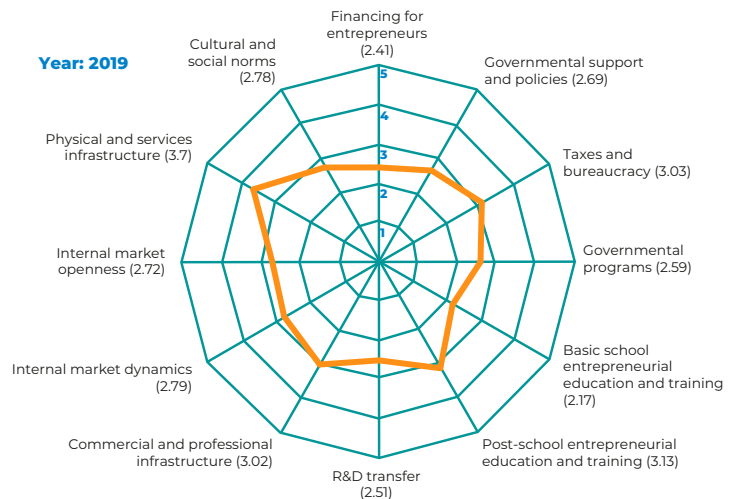 Year: 2019
Financing for
entrepreneurs
(2.41)
Governmental support
and policies (2.69)
Taxes and
bureaucracy (3.03)
Governmental
programs (2.59)
Basic school
entrepreneurial
education and training
(2.17)
Post-school entrepreneurial
education and training (3.13)
R&D transfer
(2.51)
Commercial and professional
infrastructure (3.02)
Internal market dynamics
(2.79)
Internal market
openness (2.72)
Physical and services
infrastructure (3.7)
Cultural and
social norms
(2.78)
5
4
3
2
1